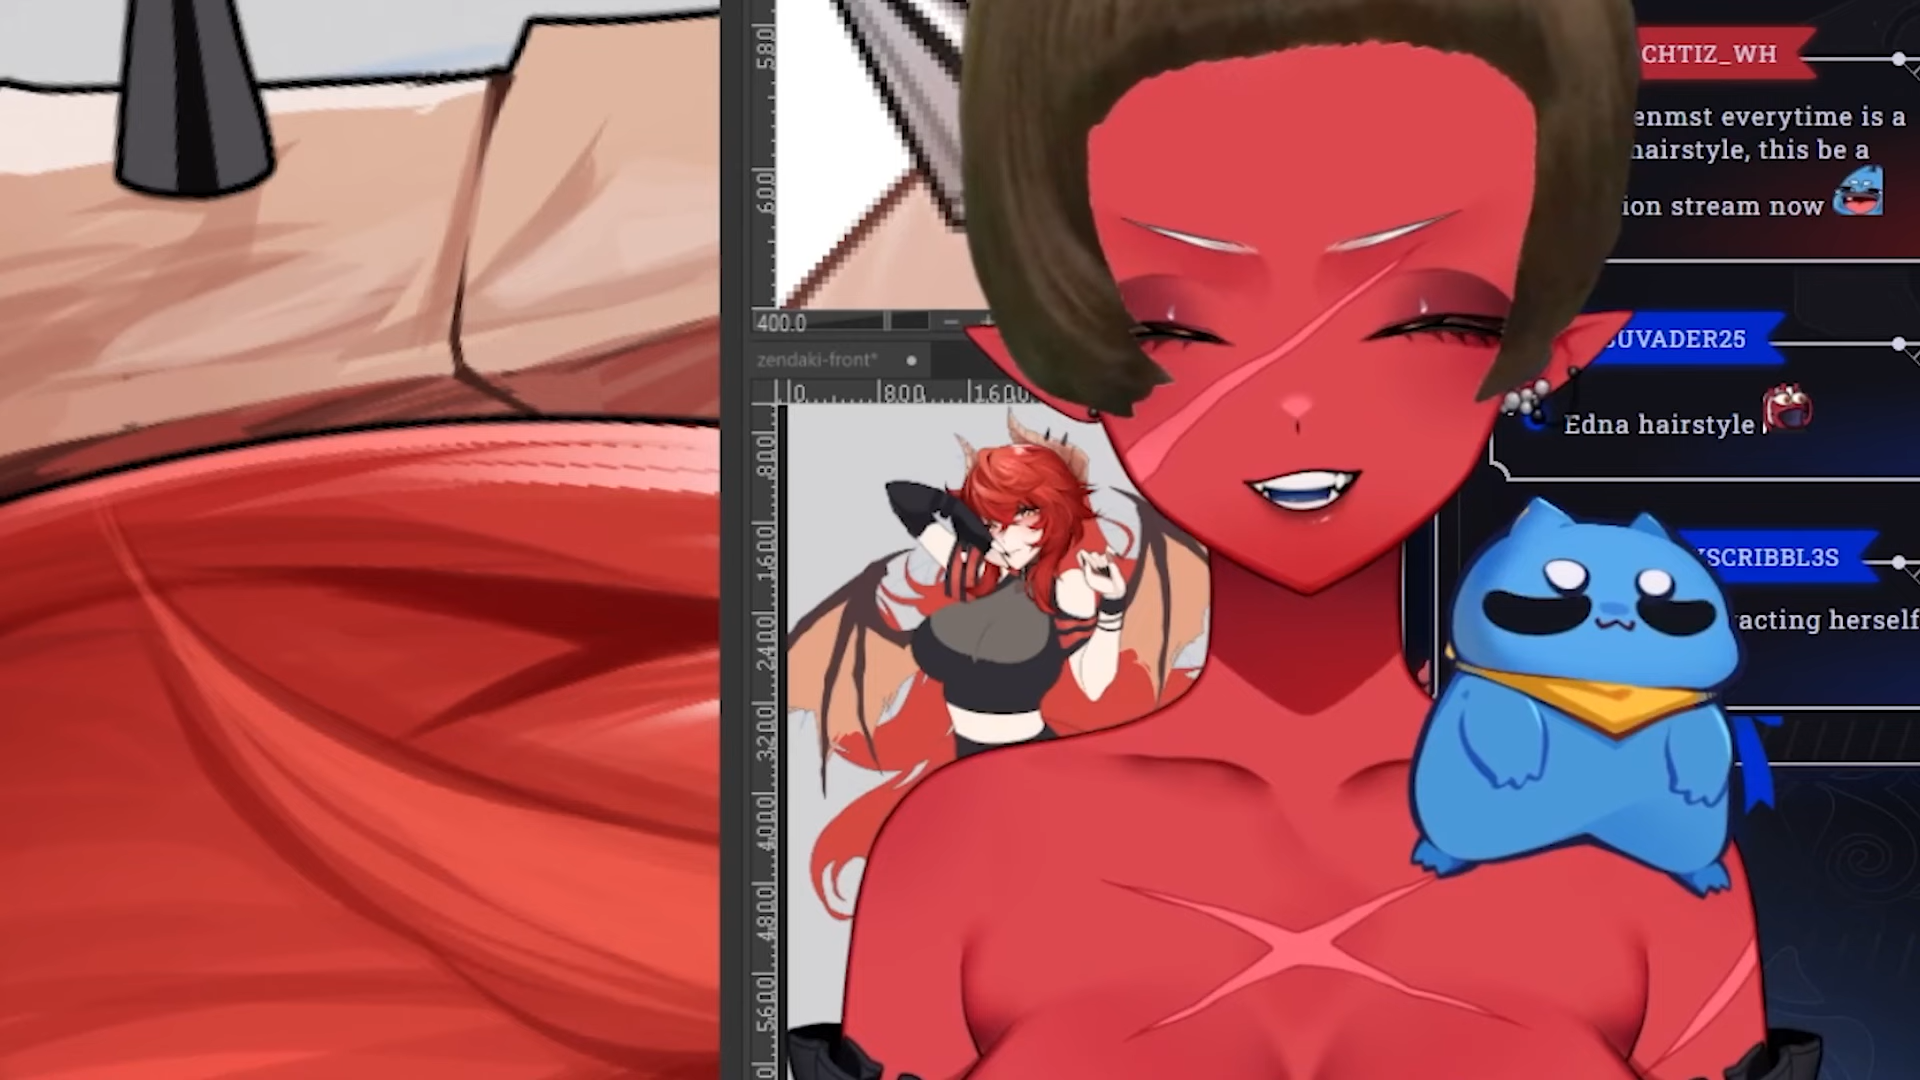 580
600
400.0
zendaki-front*
0
800
1600
800
1600
2400
3200
4000
4800
5600
CHTIZ_WH
enmst everytime is a
hairstyle, this be a
ion stream now
UVADER25
Edna hairstyle
SCRIBBL3S
acting herself